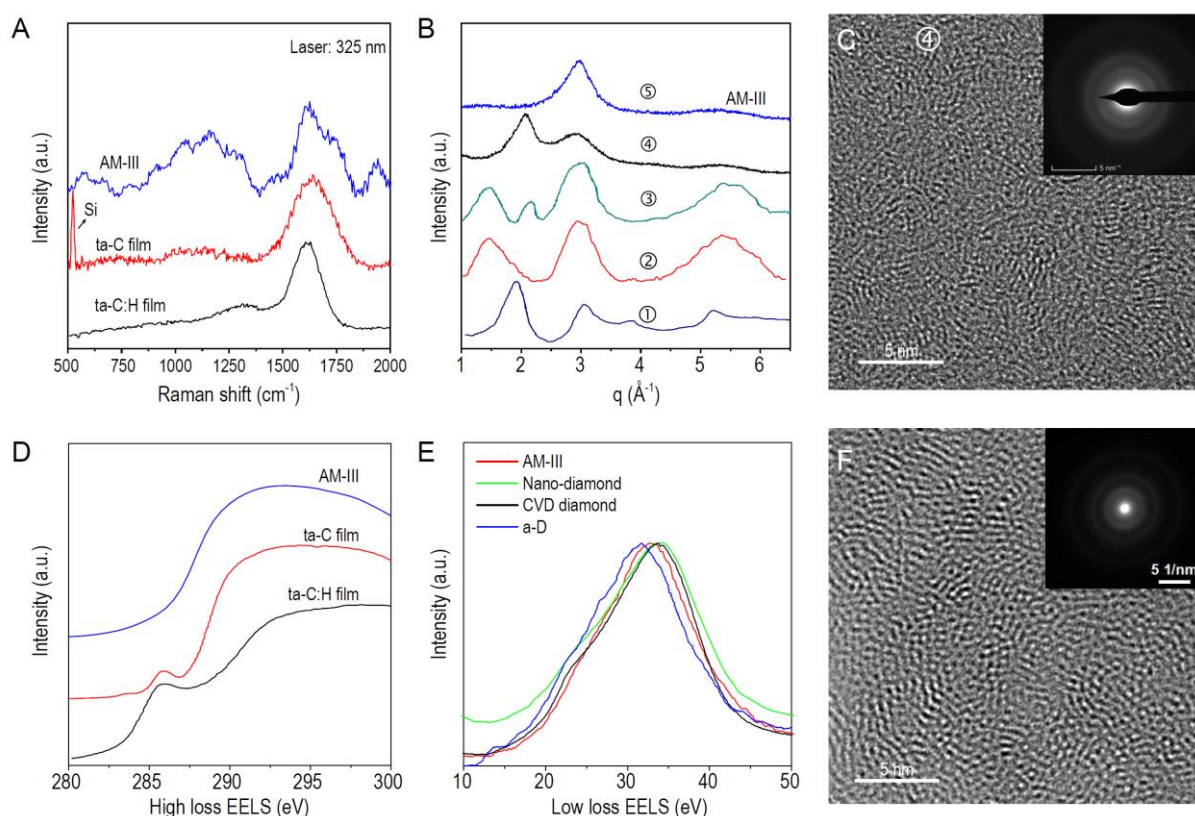 A
Laser: 325 nm
AM-III
Si
ta-C film
ta-C:H film
Intensity (a.u.)
500 750 1000 1250 1500 1750 2000
Raman shift (cm⁻¹)
B
⑤
AM-III
④
③
②
①
Intensity (a.u.)
1 2 3 4 5 6
q (Å⁻¹)
C
④
5 nm⁻¹
5 nm
D
AM-III
ta-C film
ta-C:H film
Intensity (a.u.)
280 285 290 295 300
High loss EELS (eV)
E
AM-III
Nano-diamond
CVD diamond
a-D
Intensity (a.u.)
10 20 30 40 50
Low loss EELS (eV)
F
5 1/nm
5 nm